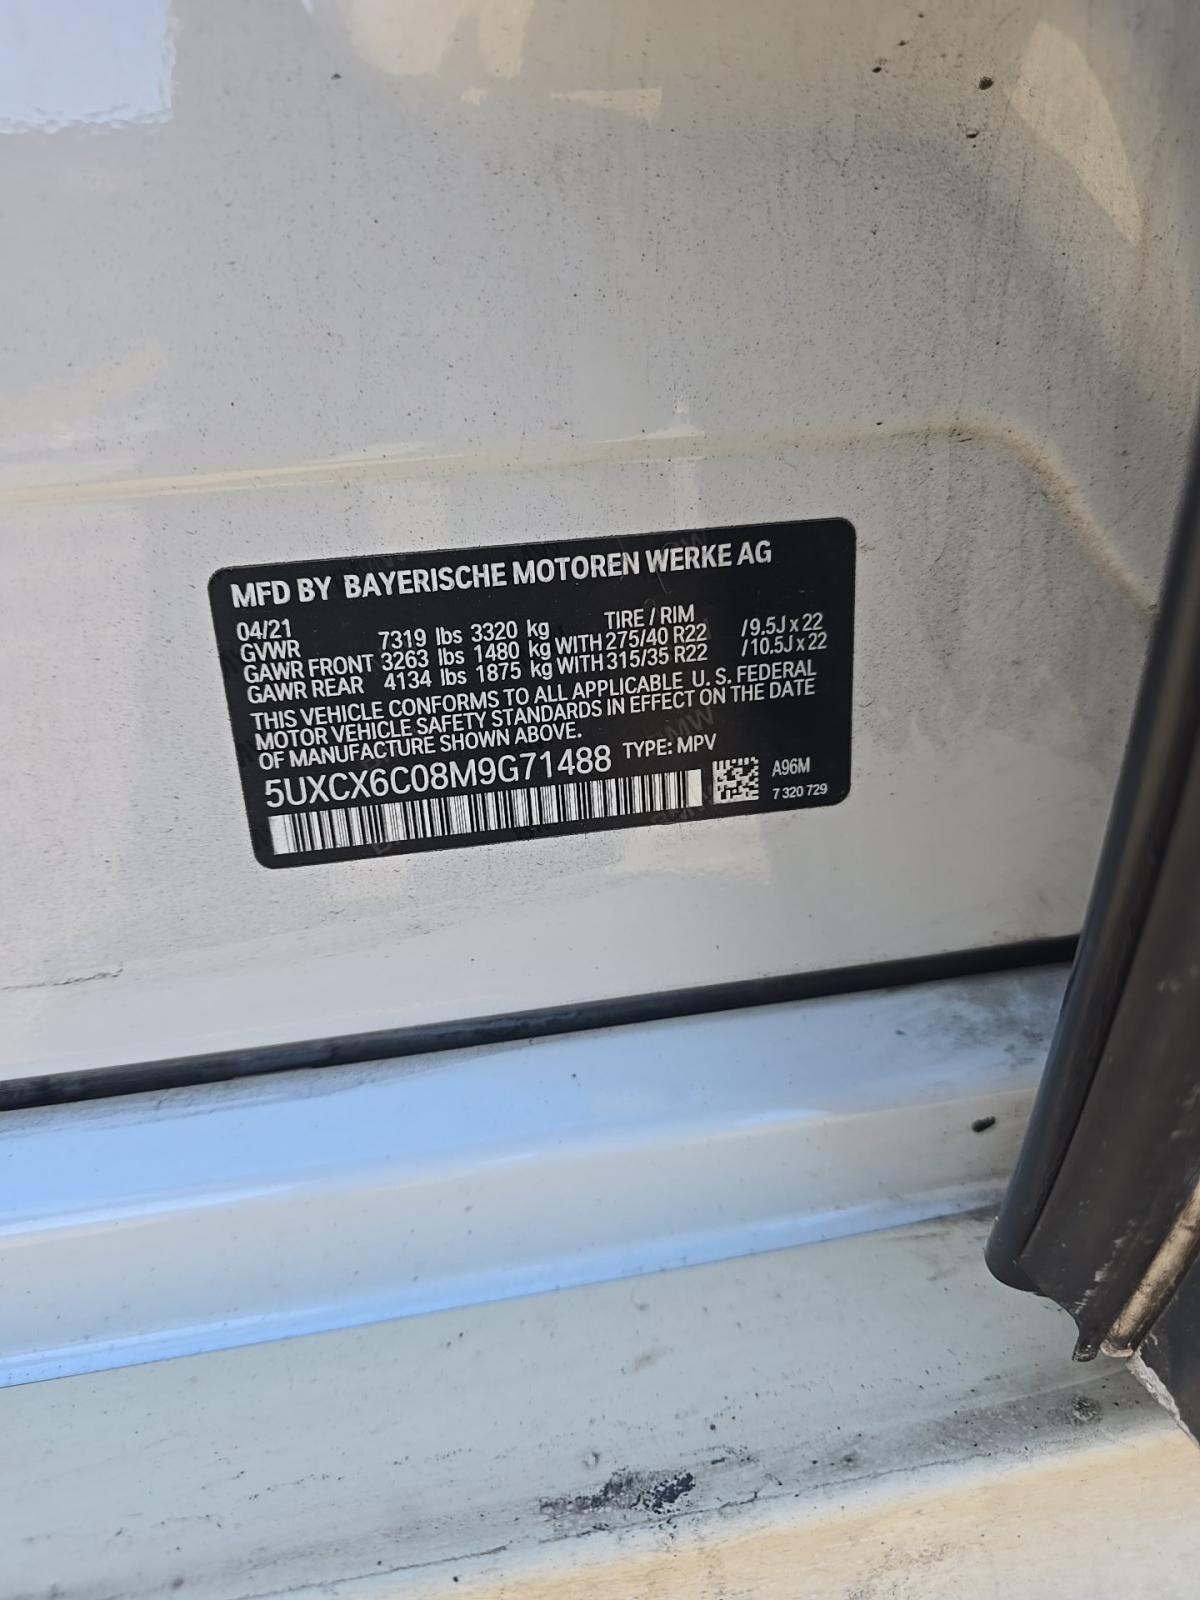 MFD BY BAYERISCHE MOTOREN WERKE AG
04/21 TIRE / RIM
GVWR 7319 lbs 3320 kg
GAWR FRONT 3263 lbs 1480 kg WITH 275/40 R22 /9.5J x 22
GAWR REAR 4134 lbs 1875 kg WITH 315/35 R22 /10.5J x 22
THIS VEHICLE CONFORMS TO ALL APPLICABLE U. S. FEDERAL
MOTOR VEHICLE SAFETY STANDARDS IN EFFECT ON THE DATE
OF MANUFACTURE SHOWN ABOVE.
5UXCX6C08M9G71488 TYPE: MPV
A96M
7 320 729